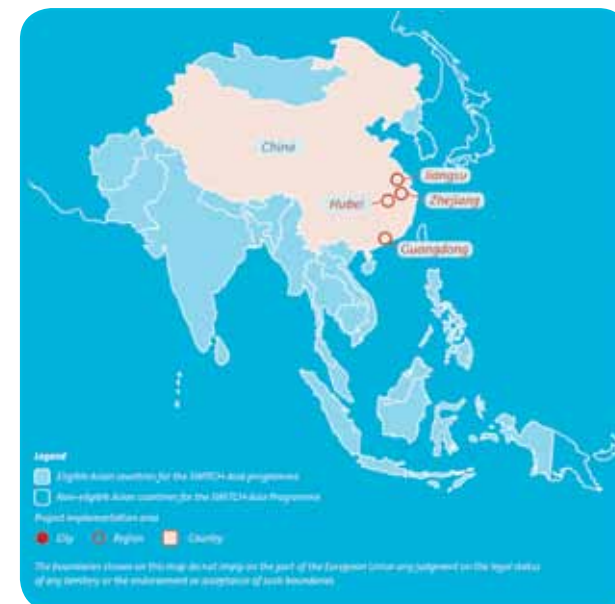 China
Jiangsu
Hubei
Zhejiang
Guangdong
Legend
Eligible Asian countries for the SWITCH-Asia programme
Non-eligible Asian countries for the SWITCH-Asia Programme
Project implementation area
City Region Country
The boundaries shown on this map do not imply on the part of the European Union any judgment on the legal status
of any territory or the endorsement or acceptance of such boundaries.